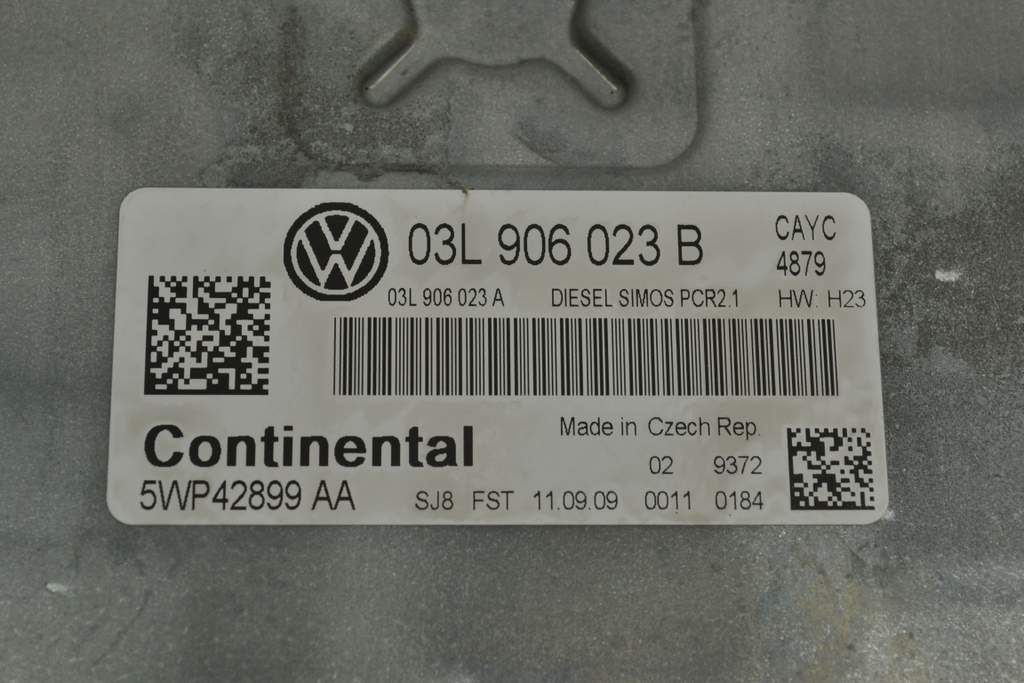 03L 906 023 B
CAYC
4879
03L 906 023 A DIESEL SIMOS PCR2.1 HW: H23
Made in Czech Rep.
Continental
02 9372
5WP42899 AA SJ8 FST 11.09.09 0011 0184